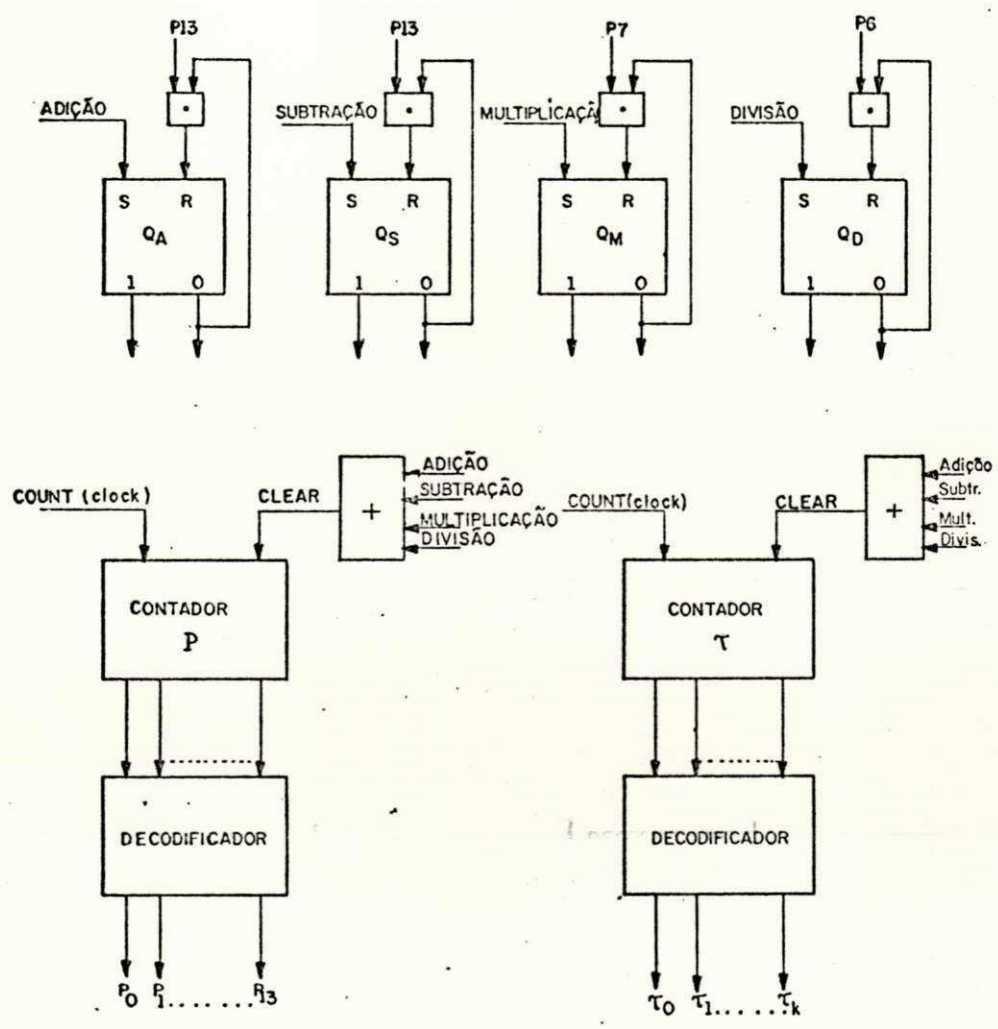 P13 P13 P7 P6
ADIÇÃO SUBTRAÇÃO MULTIPLICAÇÃ DIVISÃO
S R S R S R S R
QA QS QM QD
1 0 1 0 1 0 1 0
COUNT (clock) CLEAR + ADIÇÃO
SUBTRAÇÃO
MULTIPLICAÇÃO
DIVISÃO
COUNT(clock) CLEAR + Adição
Subtr.
Mult.
Divis.
CONTADOR
P
CONTADOR
τ
DECODIFICADOR
DECODIFICADOR
P0 P1....... P13
τ0 τ1...... τk